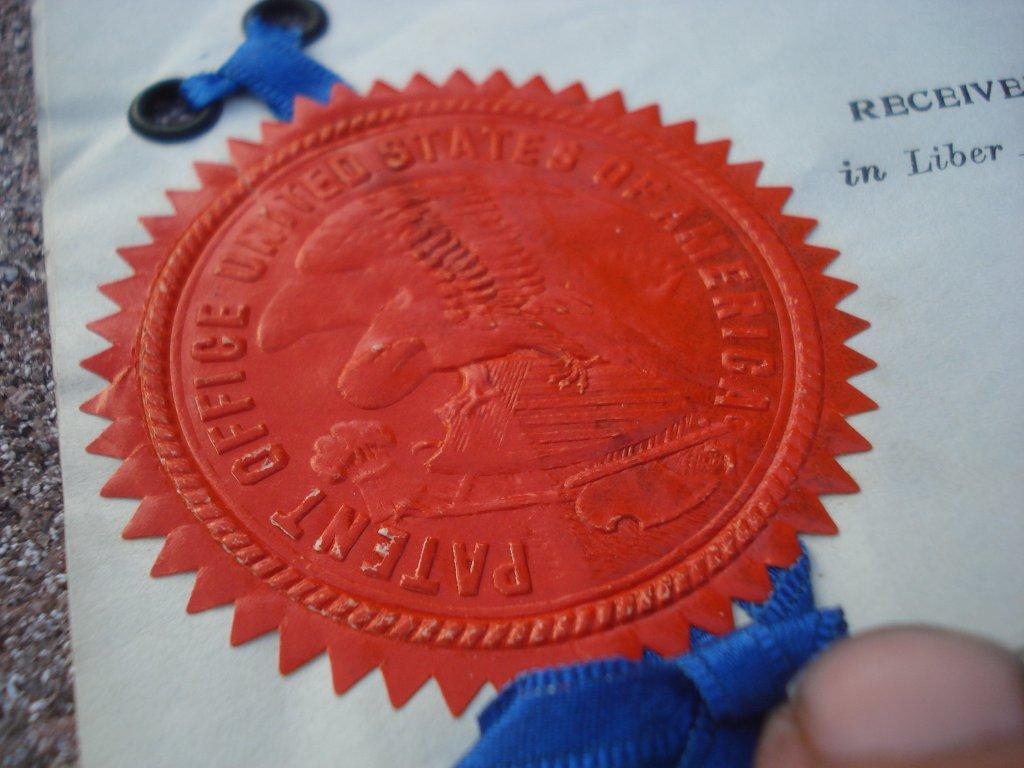 PATENT OFFICE UNITED STATES OF AMERICA
RECEIVE
in Liber